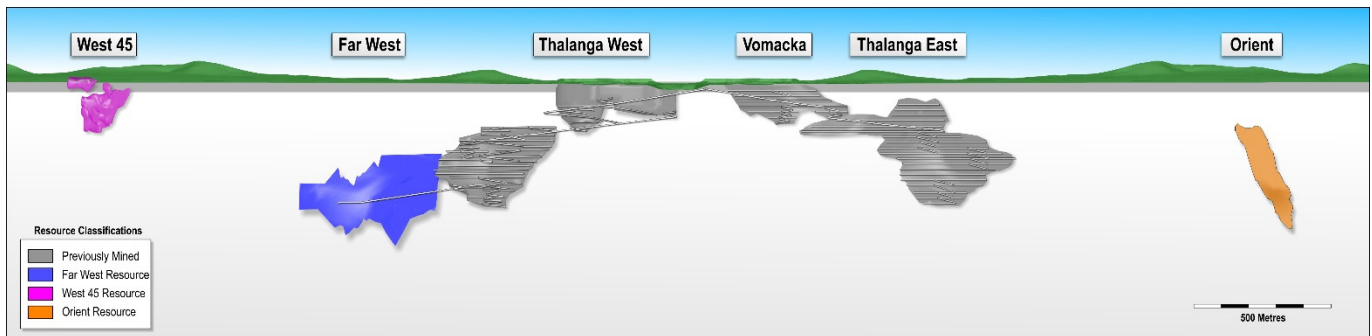 West 45
Far West
Thalanga West
Vomacka
Thalanga East
Orient
Resource Classifications
Previously Mined
Far West Resource
West 45 Resource
Orient Resource
500 Metres